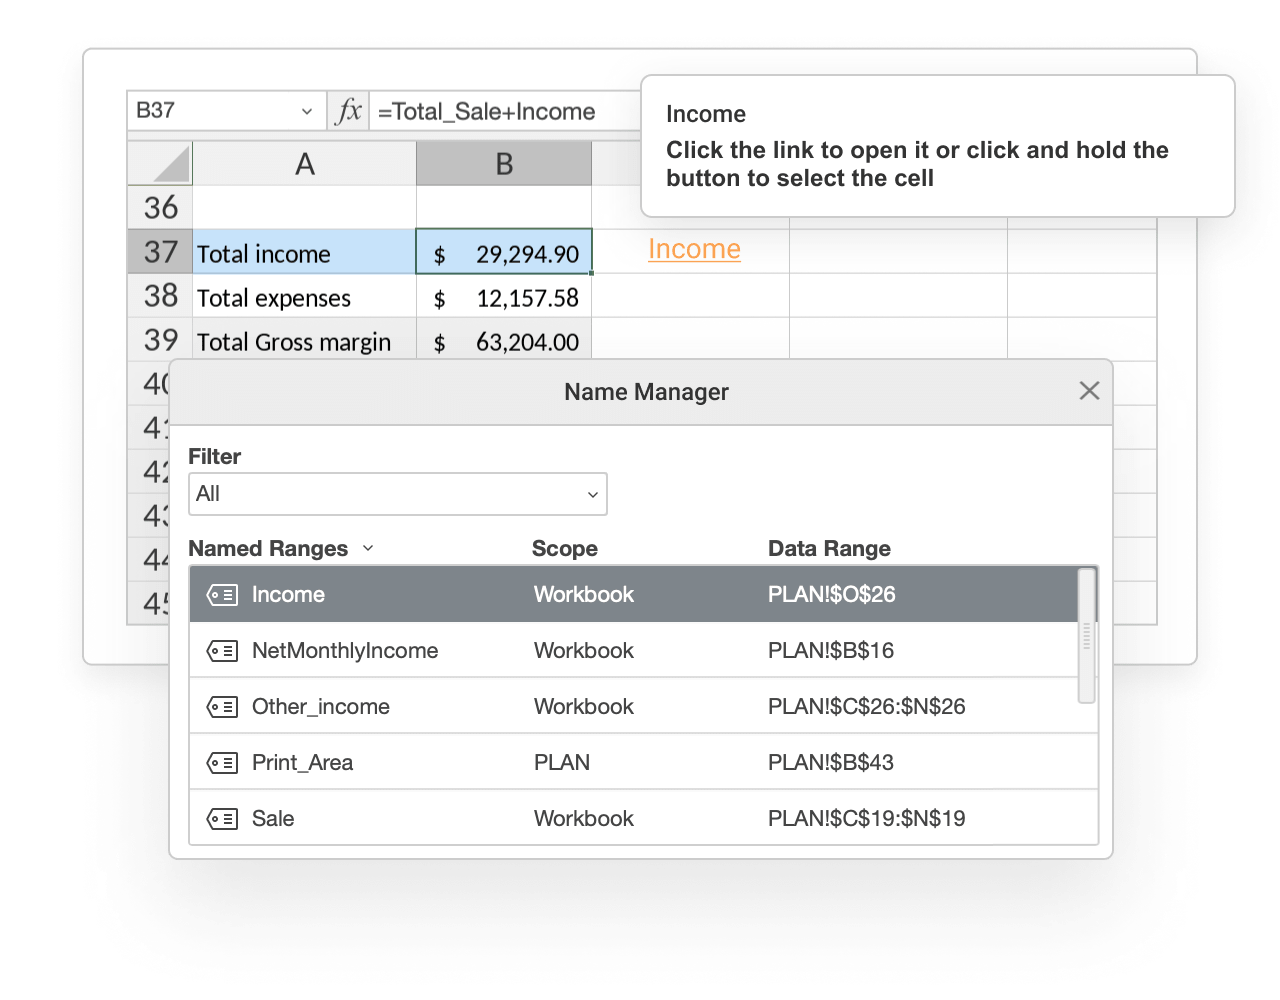 B37 fx =Total_Sale+Income
Income
Click the link to open it or click and hold the
button to select the cell
A B
36
37 Total income $ 29,294.90 Income
38 Total expenses $ 12,157.58
39 Total Gross margin $ 63,204.00
40
41
42
43
44
45
Name Manager
Filter
All
Named Ranges Scope Data Range
Income Workbook PLAN!$O$26
NetMonthlyIncome Workbook PLAN!$B$16
Other_income Workbook PLAN!$C$26:$N$26
Print_Area PLAN PLAN!$B$43
Sale Workbook PLAN!$C$19:$N$19